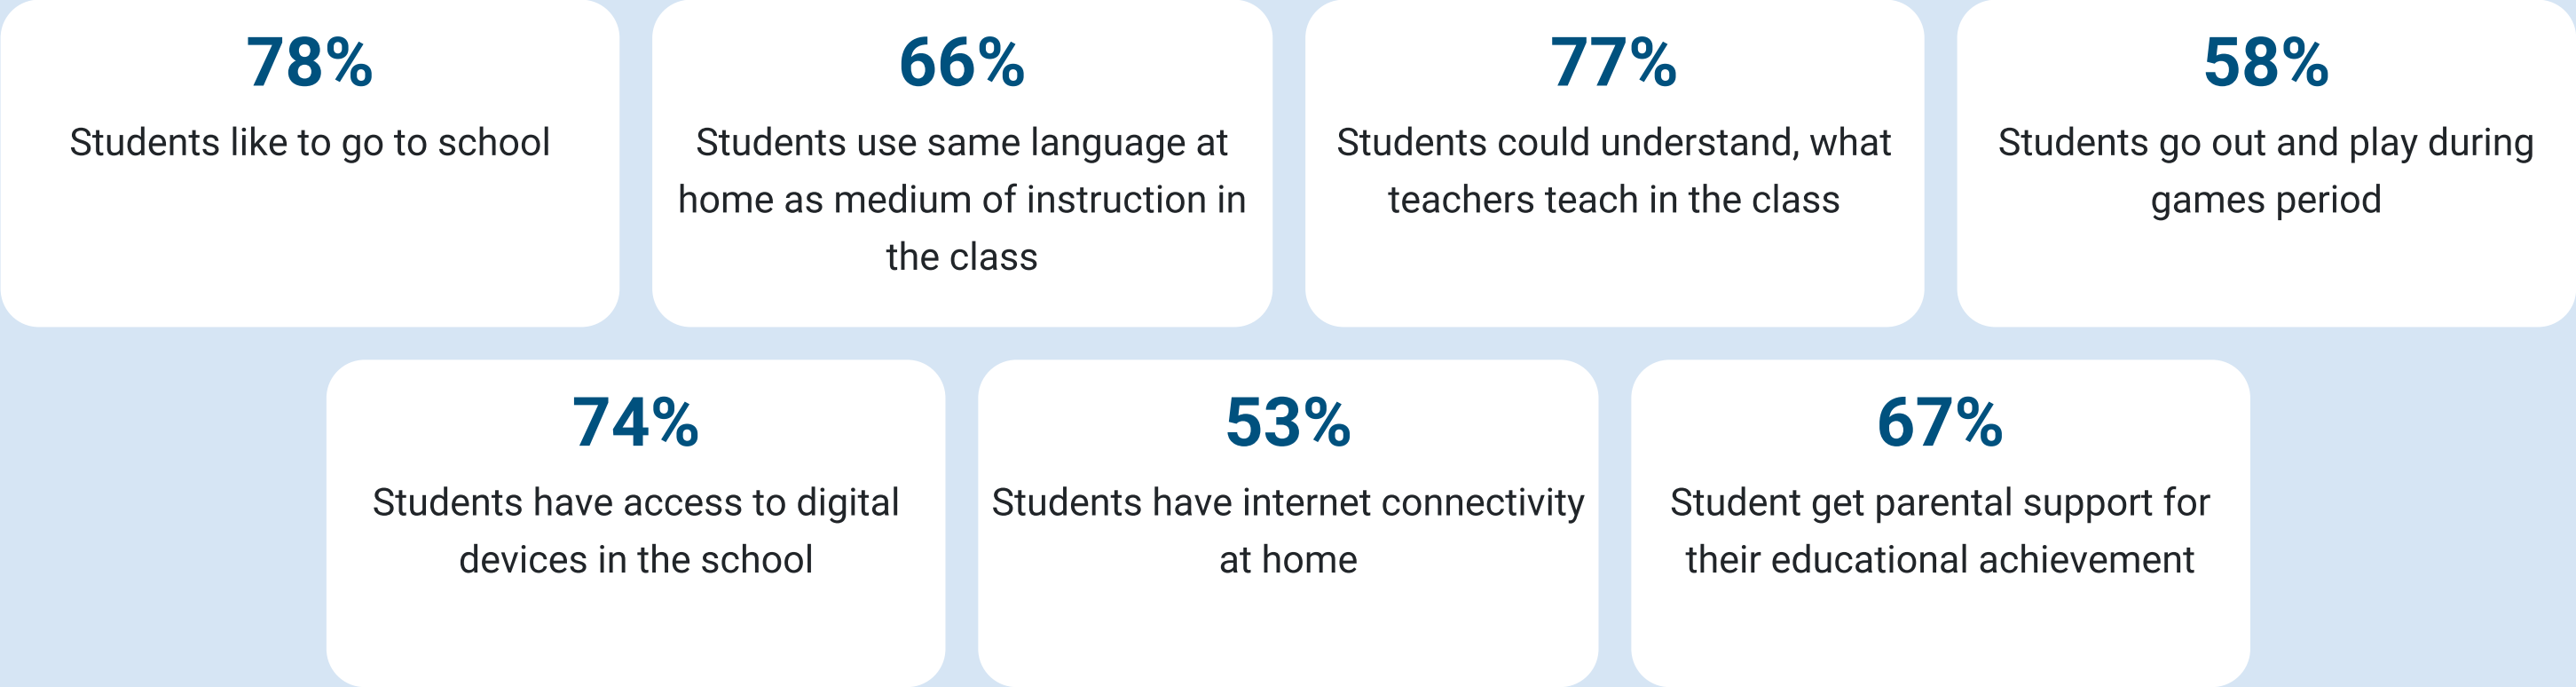 78%
Students like to go to school
66%
Students use same language at
home as medium of instruction in
the class
77%
Students could understand, what
teachers teach in the class
58%
Students go out and play during
games period
74%
Students have access to digital
devices in the school
53%
Students have internet connectivity
at home
67%
Student get parental support for
their educational achievement